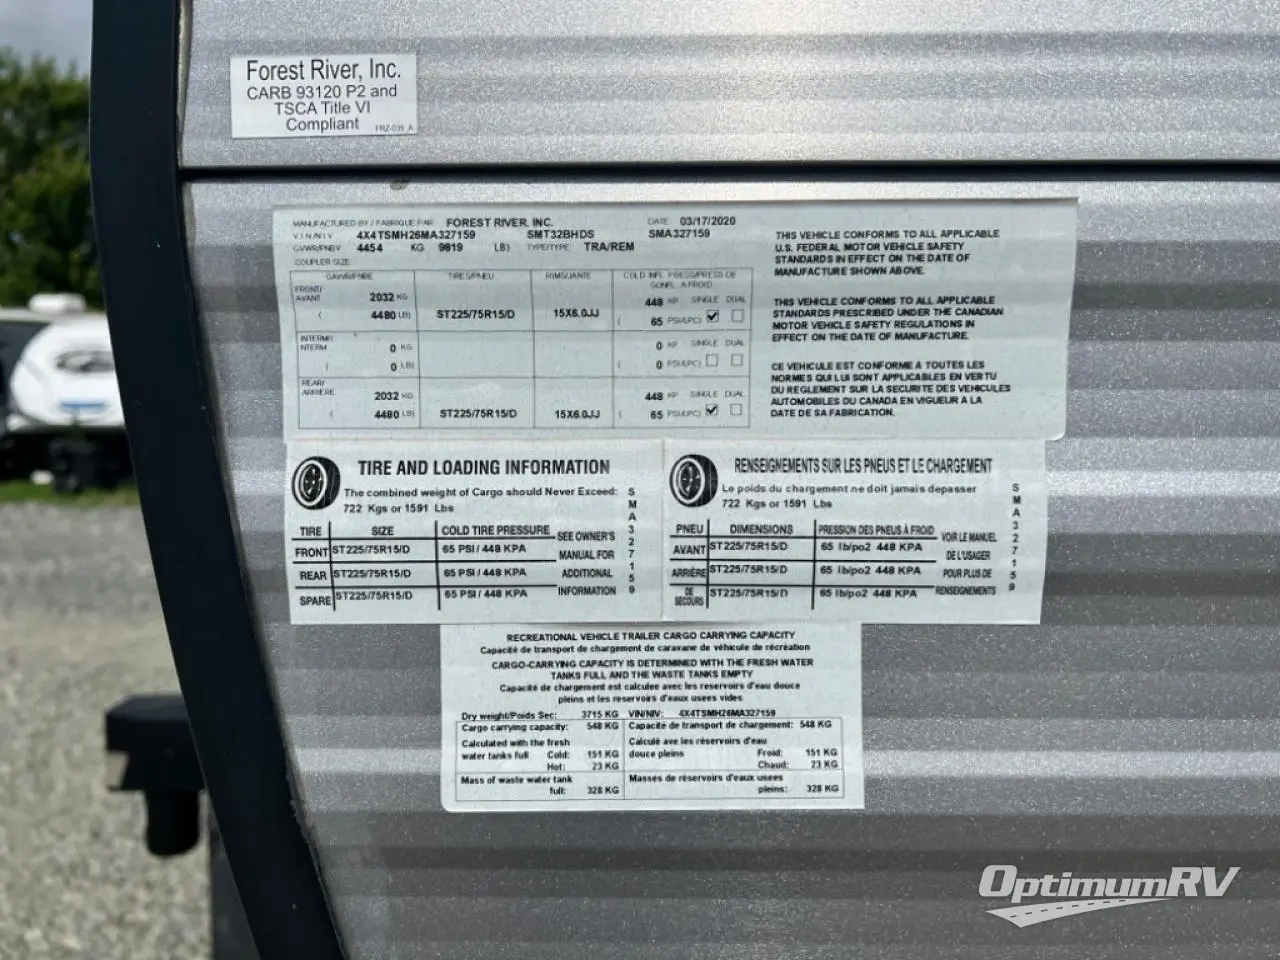 Forest River, Inc.
CARB 93120 P2 and
TSCA Title VI
Compliant FRZ-035_A
MANUFACTURED BY / FABRIQUE PAR FOREST RIVER, INC. DATE 03/17/2020
V I N /N I V 4X4TSMH26MA327159 SMT32BHDS SMA327159
GVWR/PNBV 4454 KG 9819 LB) TYPE/TYPE TRA/REM
COUPLER SIZE
TIRES/PNEU COLD INFL PRESS/PRESS DE
GONFL. A FROID
FRONT/
AVANT 2032 KG 448 KP SINGLE DUAL
( 4480 LB) ST225/75R15/D 15X6.0JJ ( 65 PSI/LPC)
INTERM/
NTERM 0 KG 0 KP SINGLE DUAL
( 0 LB) ( 0 PSI/LPC)
REAR/
ARRIERE 2032 KG 448 KP SINGLE DUAL
( 4480 LB) ST225/75R15/D 15X6.0JJ ( 65 PSI/LPC)
THIS VEHICLE CONFORMS TO ALL APPLICABLE
U.S. FEDERAL MOTOR VEHICLE SAFETY
STANDARDS IN EFFECT ON THE DATE OF
MANUFACTURE SHOWN ABOVE.
THIS VEHICLE CONFORMS TO ALL APPLICABLE
STANDARDS PRESCRIBED UNDER THE CANADIAN
MOTOR VEHICLE SAFETY REGULATIONS IN
EFFECT ON THE DATE OF MANUFACTURE.
CE VEHICULE EST CONFORME A TOUTES LES
NORMES QUI LUI SONT APPLICABLES EN VERTU
DU REGLEMENT SUR LA SECURITE DES VEHICULES
AUTOMOBILES DU CANADA EN VIGUEUR A LA
DATE DE SA FABRICATION.
TIRE AND LOADING INFORMATION
The combined weight of Cargo should Never Exceed:
722 Kgs or 1591 Lbs
TIRE SIZE COLD TIRE PRESSURE
FRONT ST225/75R15/D 65 PSI / 448 KPA
REAR ST225/75R15/D 65 PSI / 448 KPA
SPARE ST225/75R15/D 65 PSI / 448 KPA
SEE OWNER'S
MANUAL FOR
ADDITIONAL
INFORMATION
SMA327159
RENSEIGNEMENTS SUR LES PNEUS ET LE CHARGEMENT
Le poids du chargement ne doit jamais depasser
722 Kgs or 1591 Lbs
PNEU DIMENSIONS PRESSION DES PNEUS À FROID
AVANT ST225/75R15/D 65 lb/po2 448 KPA
ARRIÈRE ST225/75R15/D 65 lb/po2 448 KPA
DE
SECOURS ST225/75R15/D 65 lb/po2 448 KPA
VOIR LE MANUEL
DE L'USAGER
POUR PLUS DE
RENSEIGNEMENTS
SMA327159
RECREATIONAL VEHICLE TRAILER CARGO CARRYING CAPACITY
Capacité de transport de chargement de caravane de véhicule de récréation
CARGO-CARRYING CAPACITY IS DETERMINED WITH THE FRESH WATER
TANKS FULL AND THE WASTE TANKS EMPTY
Capacité de chargement est calculee avec les reservoirs d'eau douce
pleins et les reservoirs d'eaux usees vides
Dry weight/Poids Sec: 3715 KG VIN/NIV: 4X4TSMH26MA327159
Cargo carrying capacity: 548 KG Capacitie de transport de chargement: 548 KG
Calculated with the fresh
water tanks full Cold: 151 KG
Hot: 23 KG
Calculé ave les réservoirs d'eau
douce pleins Froid: 151 KG
Chaud: 23 KG
Mass of waste water tank
full: 328 KG
Masses de réservoirs d'eaux usees
pleins: 328 KG
OptimumRV